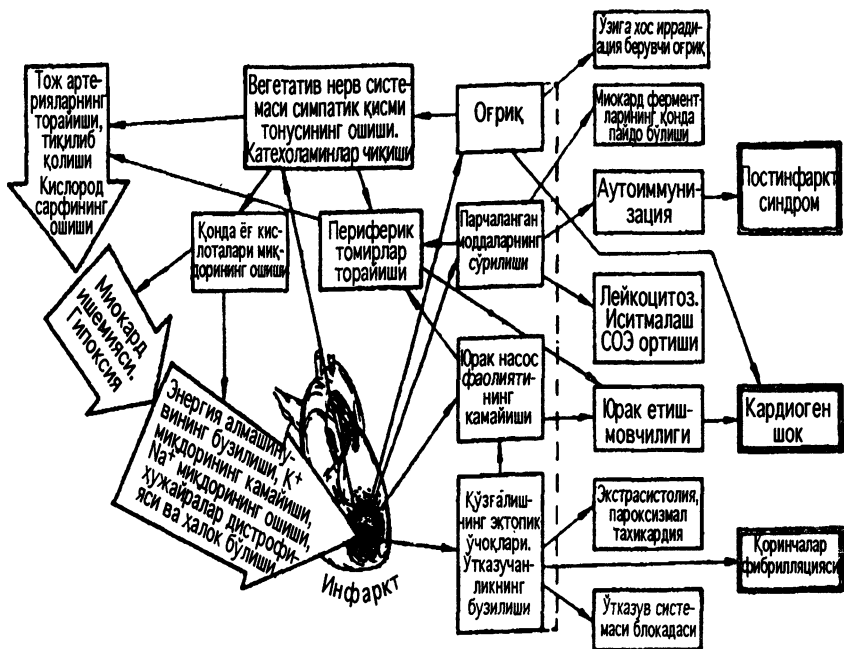 Тож арте-
рияларнинг
торайиши,
тиқилиб
қолиши
Кислород
сарфининг
ошиши
Вегетатив нерв систе-
маси симпатик қисми
тонусининг ошиши.
Катехоламинлар чиқиши
Оғриқ
Ўзига хос ирради-
ация берувчи оғриқ
Миокард фермент-
ларининг қонда
пайдо бўлиши
Аутоиммуни-
зация
Постинфаркт
синдром
Қонда ёғ кис-
лоталари миқ-
дорининг ошиши
Периферик
томирлар
торайиши
Парчаланган
моддаларнинг
сўрилиши
Лейкоцитоз.
Иситмалаш
СОЭ ортиши
Миокард
ишемияси.
Гипоксия
Юрак насос
фаолияти-
нинг
камайиши
Юрак етиш-
мовчилиги
Кардиоген
шок
Энергия алмашину-
вининг бузилиши, К⁺
миқдорининг камайиши,
Na⁺ миқдорининг ошиши,
ҳужайралар дистрофи-
яси ва ҳалок бўлиши
Инфаркт
Қўзғалиш-
нинг эктопик
ўчоқлари.
Ўтказучан-
ликнинг
бузилиши
Экстрасистолия,
пароксизмал
тахикардия
Қоринчалар
фибрилляцияси
Ўтказув систе-
маси блокадаси